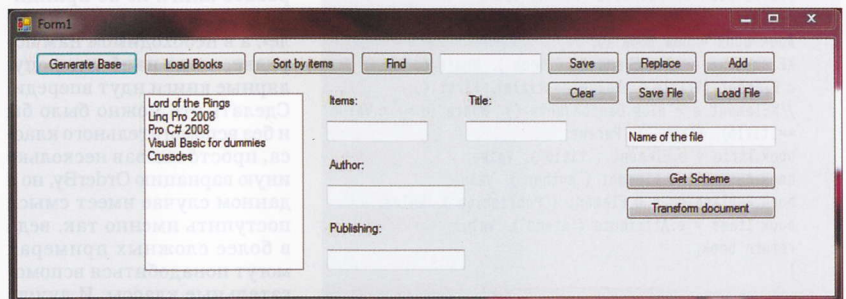 Form1
Generate Base Load Books Sort by items Find Save Replace Add
Clear Save File Load File
Lord of the Rings
Linq Pro 2008
Pro C# 2008
Visual Basic for dummies
Crusades
Items: Title:
Name of the file
Author:
Get Scheme
Transform document
Publishing: